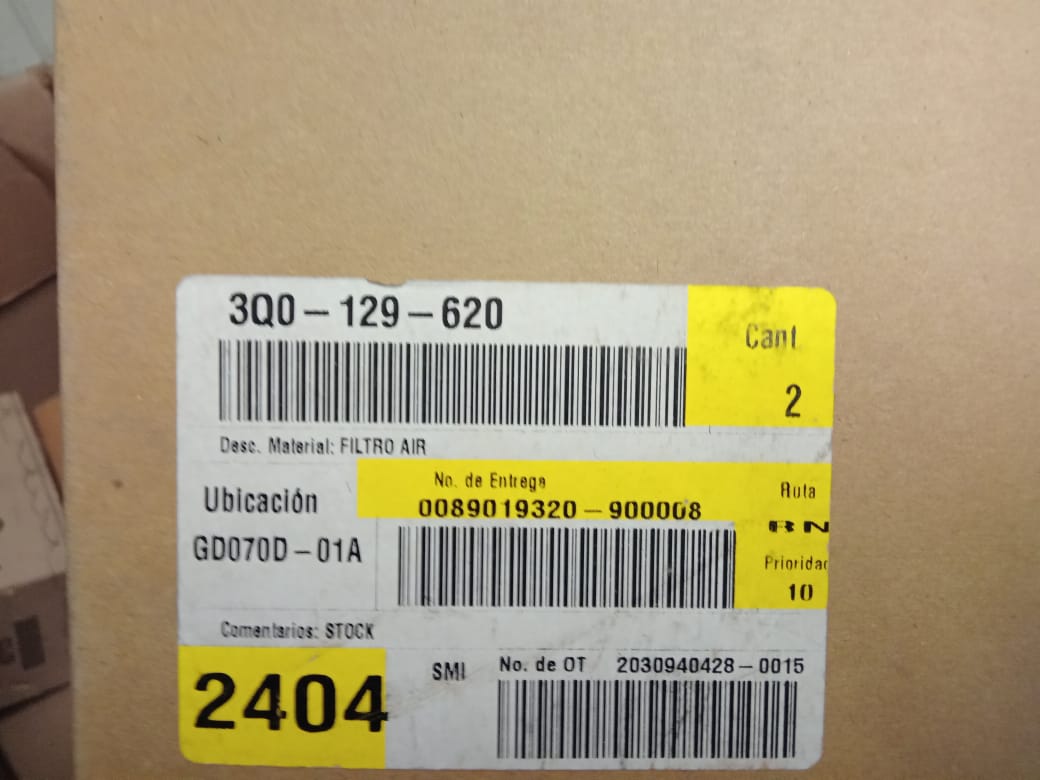 3Q0-129-620
Cant
2
Desc. Material: FILTRO AIR
No. de Entrega
0089019320-900008
Ubicación
GD070D-01A
Ruta
RN
Prioridad
10
Comentarios: STOCK
2404
SMI
No. de OT 2030940428-0015